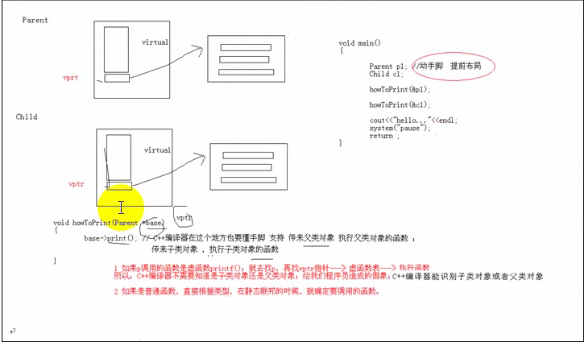 Parent
virtual
vprt
Child
virtual
vptr
vptr
void main()
{
Parent p1; //动手脚 提前布局
Child c1;
howToPrint(&p1);
howToPrint(&c1);
cout<<"hello..."<<endl;
system("pause");
return ;
}
void howToPrint(Parent *base)
{
base->print(); // C++编译器在这个地方也要懂手脚 支持 传来父类对象 执行父类对象的函数 ;
传来子类对象 , 执行子类对象的函数
}
1 如果p调用的函数是虚函数printf(); 就去找p, 再找vptr指针---》虚函数表---》执行函数
所以: C++编译器不需要知道是子类对象还是父类对象; 给我们程序员造成的假象: C++编译器能识别子类对象或者父类对象
2 如果是普通函数, 直接根据类型, 在静态联邦的时候, 就确定要调用的函数。